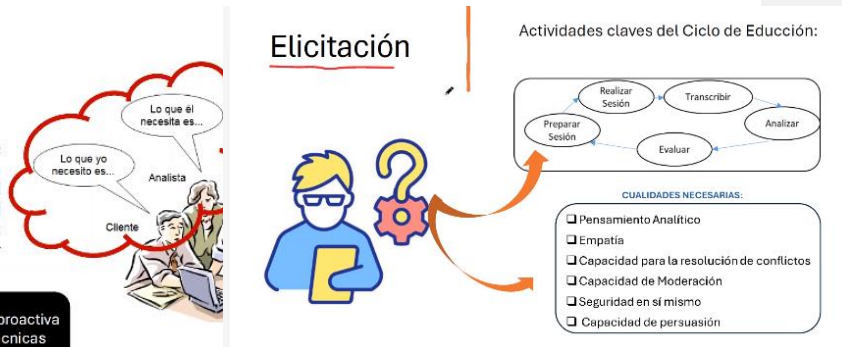 Lo que él
necesita es...
Lo que yo
necesito es...
Analista
Cliente
proactiva
cnicas
Elicitación
Actividades claves del Ciclo de Educción:
Realizar
Sesión
Transcribir
Preparar
Sesión
Analizar
Evaluar
CUALIDADES NECESARIAS:
Pensamiento Analítico
Empatía
Capacidad para la resolución de conflictos
Capacidad de Moderación
Seguridad en sí mismo
Capacidad de persuasión